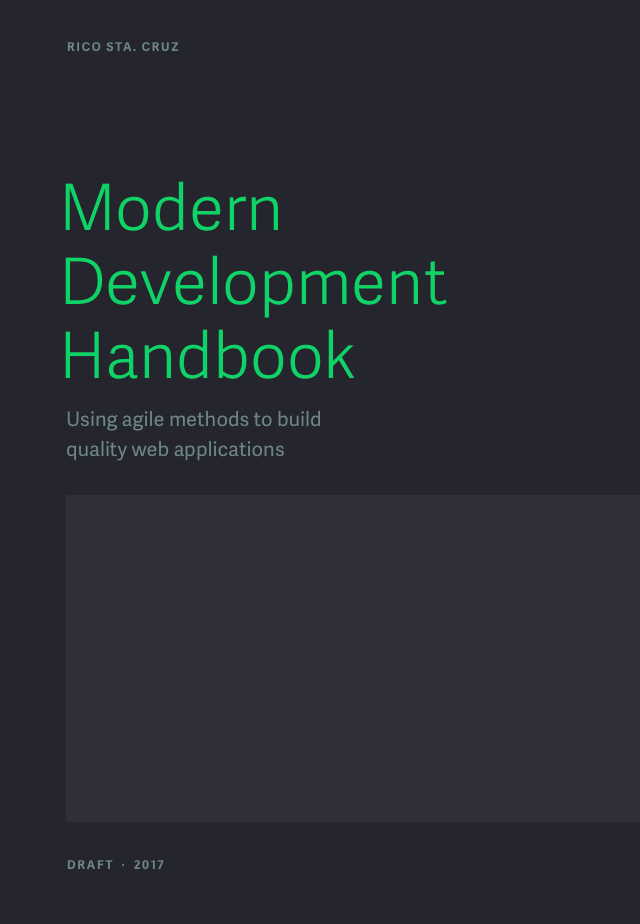 RICO STA. CRUZ
Modern
Development
Handbook
Using agile methods to build
quality web applications
DRAFT · 2017